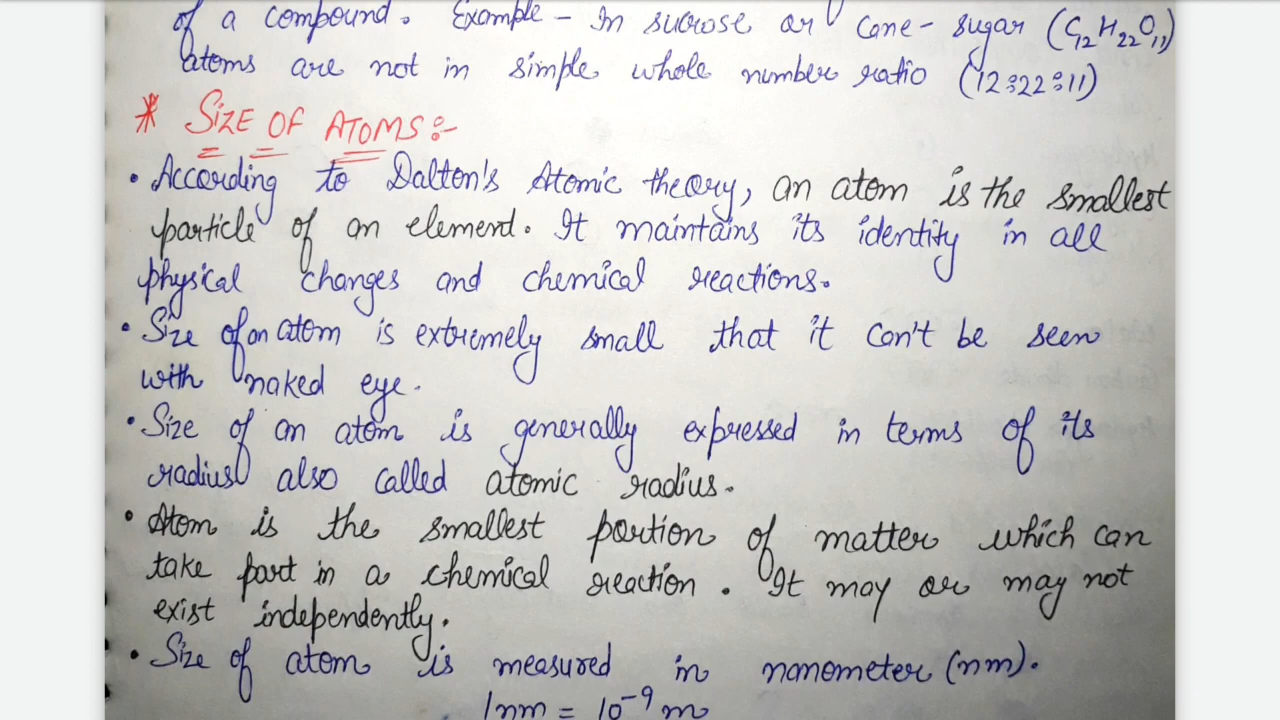 of a compound. Example - In sucrose or cane-sugar (C₁₂H₂₂O₁₁)
atoms are not in simple whole number ratio (12:22:11)
* SIZE OF ATOMS:-
• According to Dalton's Atomic theory, an atom is the smallest
particle of an element. It maintains its identity in all
physical changes and chemical reactions.
• Size of an atom is extremely small that it can't be seen
with naked eye.
• Size of an atom is generally expressed in terms of its
radius also called atomic radius.
• Atom is the smallest portion of matter which can
take part in a chemical reaction. It may or may not
exist independently.
• Size of atom is measured in nanometer (nm).
1nm = 10⁻⁹ m